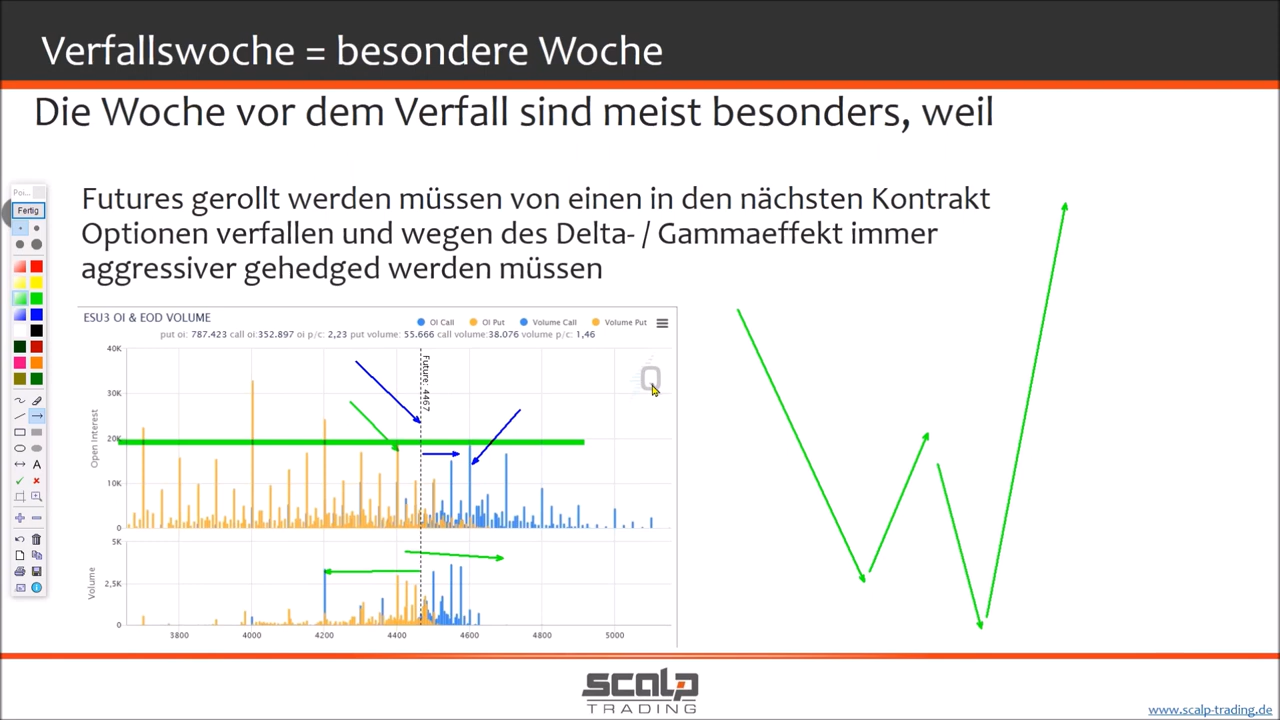 Verfallswoche = besondere Woche
Die Woche vor dem Verfall sind meist besonders, weil
Futures gerollt werden müssen von einen in den nächsten Kontrakt
Optionen verfallen und wegen des Delta- / Gammaeffekt immer
aggressiver gehedged werden müssen
Poi...
Fertig
A
ESU3 OI & EOD VOLUME
OI Call OI Put Volume Call Volume Put
put oi: 787.423 call oi:352.897 oi p/c: 2,23 put volume: 55.666 call volume:38.076 volume p/c: 1,46
40K
30K
20K
10K
0
Open Interest
Future: 4467
5K
2,5K
0
Volume
3800 4000 4200 4400 4600 4800 5000
SCALP
TRADING
www.scalp-trading.de